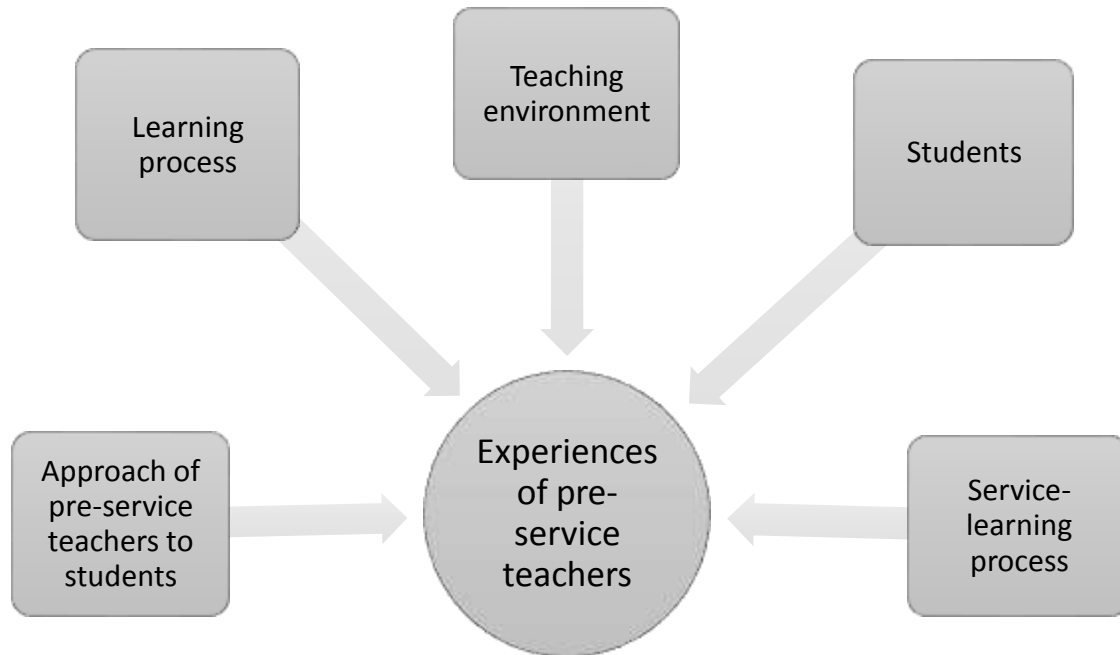 Learning
process
Teaching
environment
Students
Approach of
pre-service
teachers to
students
Experiences
of pre-
service
teachers
Service-
learning
process